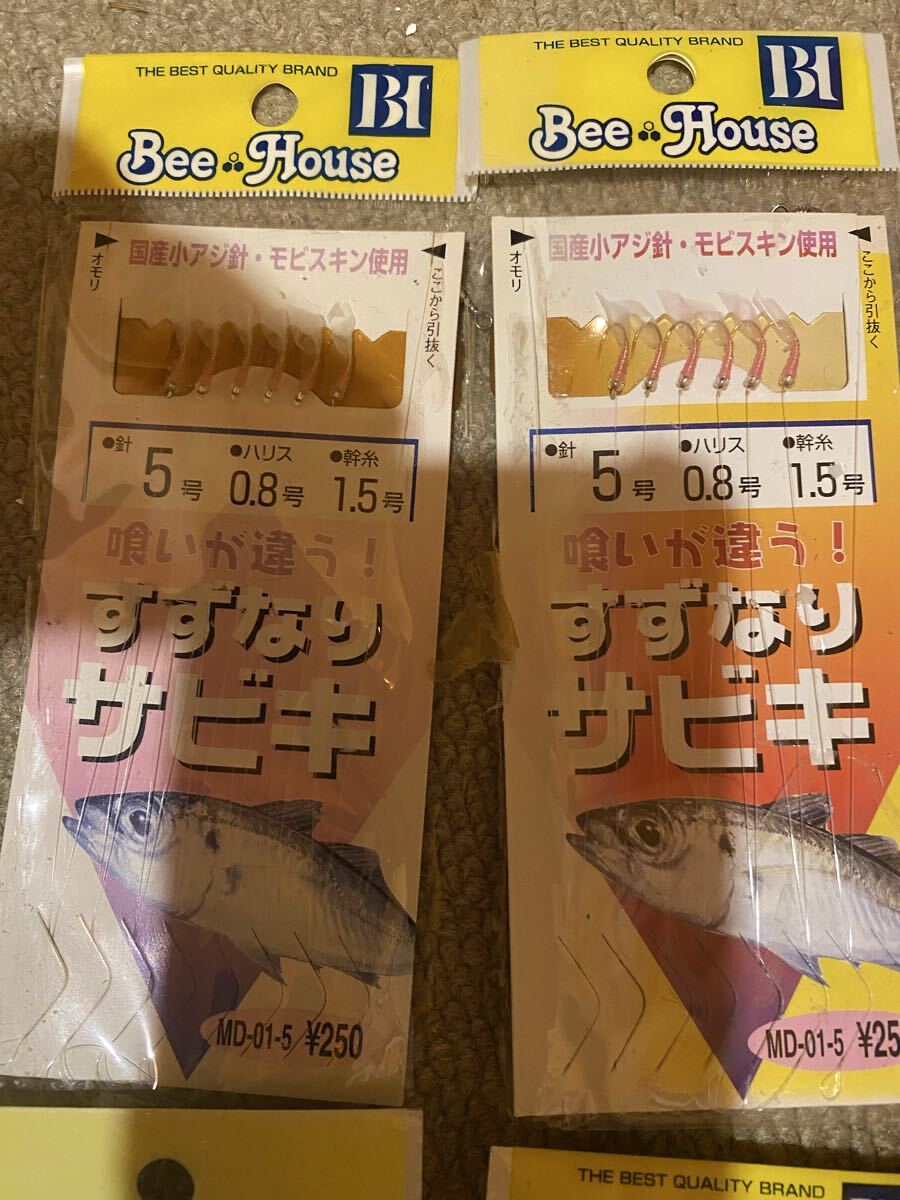 THE BEST QUALITY BRAND
BH
Bee House
国産小アジ針・モビスキン使用
オモリ
ここから引抜く
●針 ●ハリス ●幹糸
5号 0.8号 1.5号
喰いが違う！
すずなり
サビキ
MD-01-5 ¥250
THE BEST QUALITY BRAND
BH
Bee House
国産小アジ針・モビスキン使用
オモリ
ここから引抜く
●針 ●ハリス ●幹糸
5号 0.8号 1.5号
喰いが違う！
すずなり
サビキ
MD-01-5 ¥25
THE BEST QUALITY BRAND